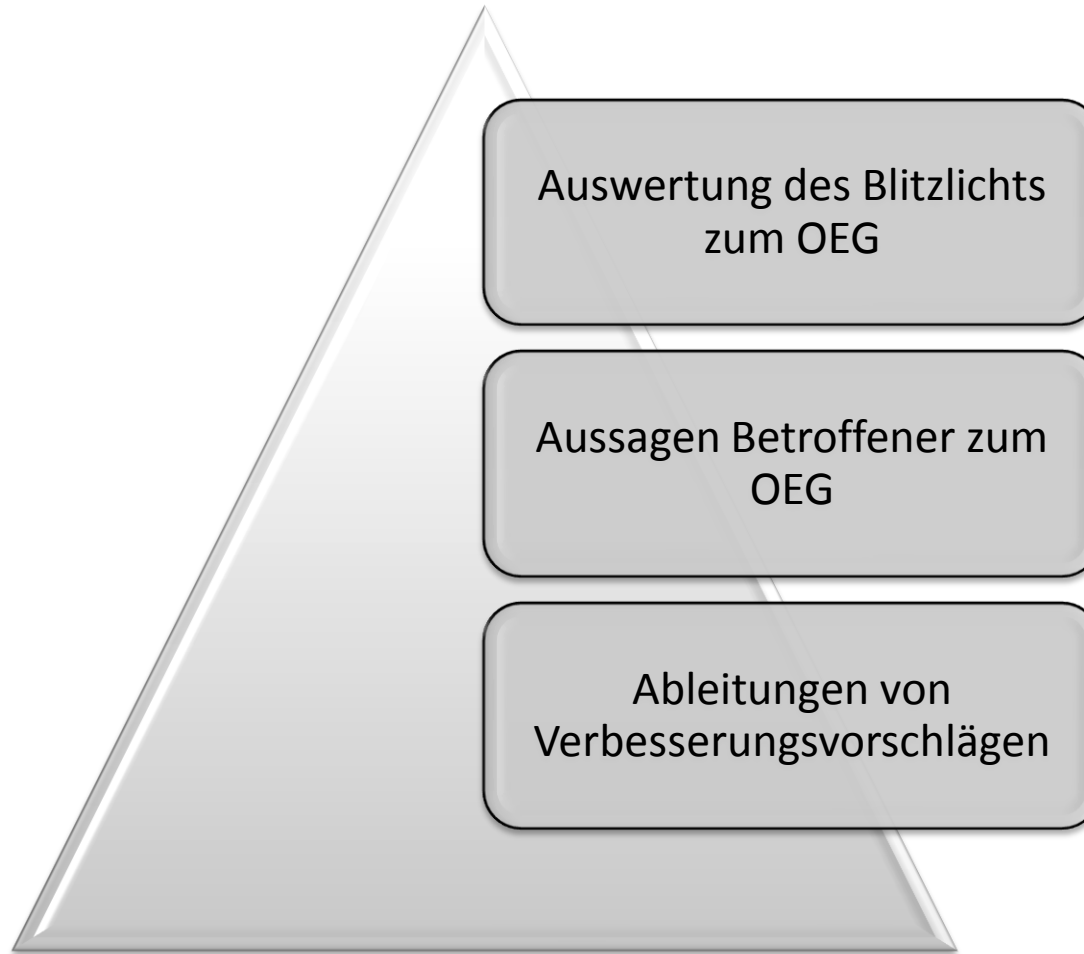 Auswertung des Blitzlichts
zum OEG
Aussagen Betroffener zum
OEG
Ableitungen von
Verbesserungsvorschlägen